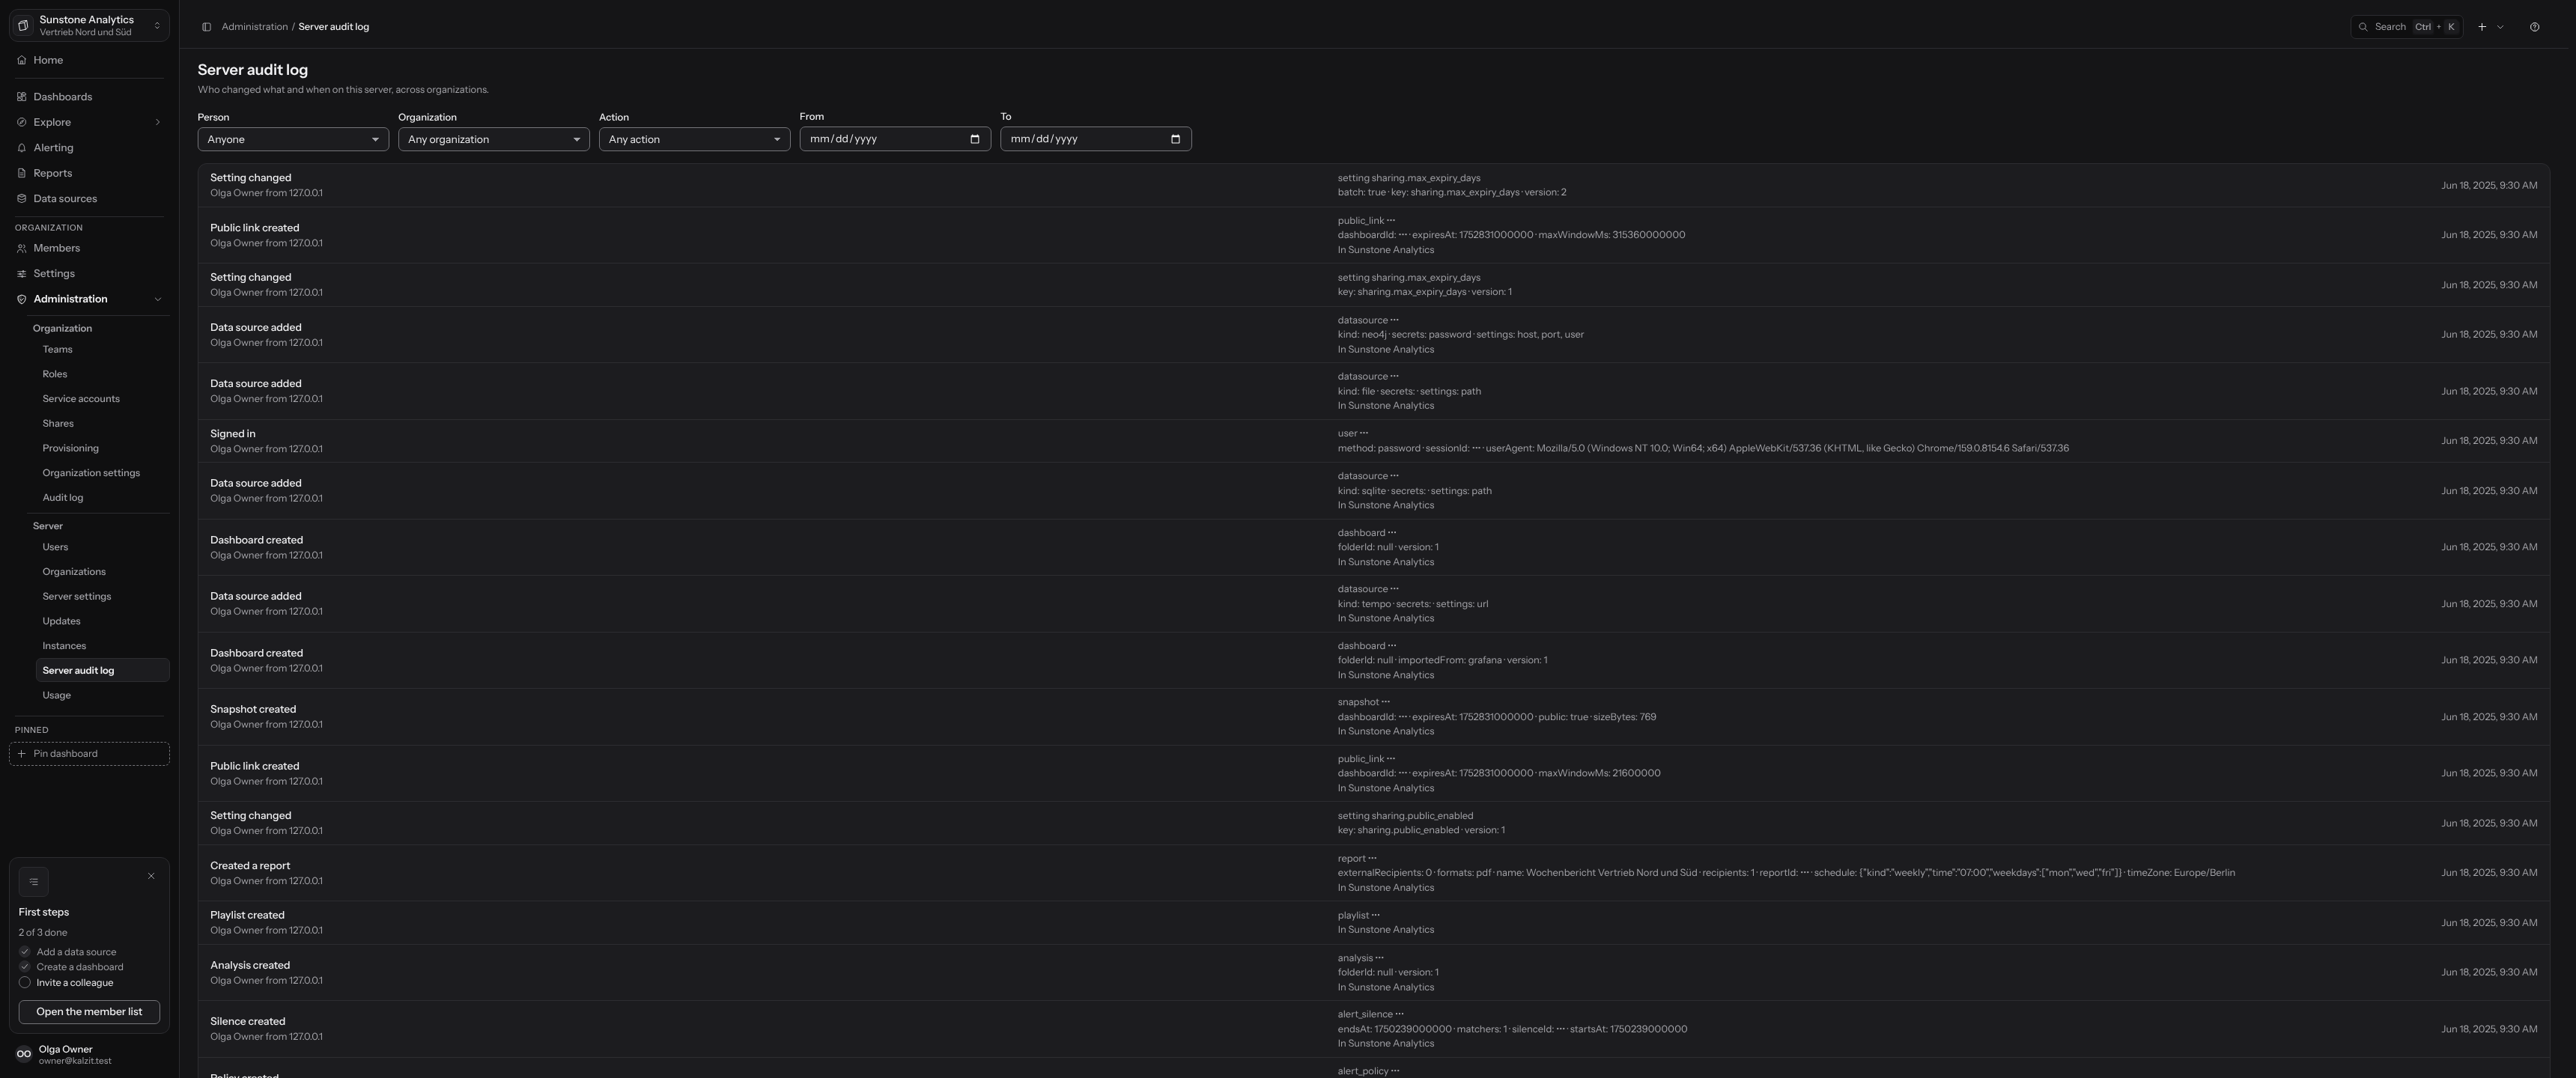 Sunstone Analytics
Vertrieb Nord und Süd
Home
Dashboards
Explore
Alerting
Reports
Data sources
ORGANIZATION
Members
Settings
Administration
Organization
Teams
Roles
Service accounts
Shares
Provisioning
Organization settings
Audit log
Server
Users
Organizations
Server settings
Updates
Instances
Server audit log
Usage
PINNED
Pin dashboard
First steps
2 of 3 done
Add a data source
Create a dashboard
Invite a colleague
Open the member list
OO
Olga Owner
owner@kalzit.test
Administration / Server audit log
Search Ctrl + K
Server audit log
Who changed what and when on this server, across organizations.
Person
Anyone
Organization
Any organization
Action
Any action
From
mm/dd/yyyy
To
mm/dd/yyyy
Setting changed
Olga Owner from 127.0.0.1
setting sharing.max_expiry_days
batch: true · key: sharing.max_expiry_days · version: 2
Jun 18, 2025, 9:30 AM
Public link created
Olga Owner from 127.0.0.1
public_link ···
dashboardId: ··· · expiresAt: 1752831000000 · maxWindowMs: 315360000000
In Sunstone Analytics
Jun 18, 2025, 9:30 AM
Setting changed
Olga Owner from 127.0.0.1
setting sharing.max_expiry_days
key: sharing.max_expiry_days · version: 1
Jun 18, 2025, 9:30 AM
Data source added
Olga Owner from 127.0.0.1
datasource ···
kind: neo4j · secrets: password · settings: host, port, user
In Sunstone Analytics
Jun 18, 2025, 9:30 AM
Data source added
Olga Owner from 127.0.0.1
datasource ···
kind: file · secrets: · settings: path
In Sunstone Analytics
Jun 18, 2025, 9:30 AM
Signed in
Olga Owner from 127.0.0.1
user ···
method: password · sessionId: ··· · userAgent: Mozilla/5.0 (Windows NT 10.0; Win64; x64) AppleWebKit/537.36 (KHTML, like Gecko) Chrome/159.0.8154.6 Safari/537.36
Jun 18, 2025, 9:30 AM
Data source added
Olga Owner from 127.0.0.1
datasource ···
kind: sqlite · secrets: · settings: path
In Sunstone Analytics
Jun 18, 2025, 9:30 AM
Dashboard created
Olga Owner from 127.0.0.1
dashboard ···
folderId: null · version: 1
In Sunstone Analytics
Jun 18, 2025, 9:30 AM
Data source added
Olga Owner from 127.0.0.1
datasource ···
kind: tempo · secrets: · settings: url
In Sunstone Analytics
Jun 18, 2025, 9:30 AM
Dashboard created
Olga Owner from 127.0.0.1
dashboard ···
folderId: null · importedFrom: grafana · version: 1
In Sunstone Analytics
Jun 18, 2025, 9:30 AM
Snapshot created
Olga Owner from 127.0.0.1
snapshot ···
dashboardId: ··· · expiresAt: 1752831000000 · public: true · sizeBytes: 769
In Sunstone Analytics
Jun 18, 2025, 9:30 AM
Public link created
Olga Owner from 127.0.0.1
public_link ···
dashboardId: ··· · expiresAt: 1752831000000 · maxWindowMs: 21600000
In Sunstone Analytics
Jun 18, 2025, 9:30 AM
Setting changed
Olga Owner from 127.0.0.1
setting sharing.public_enabled
key: sharing.public_enabled · version: 1
Jun 18, 2025, 9:30 AM
Created a report
Olga Owner from 127.0.0.1
report ···
externalRecipients: 0 · formats: pdf · name: Wochenbericht Vertrieb Nord und Süd · recipients: 1 · reportId: ··· · schedule: {"kind":"weekly","time":"07:00","weekdays":["mon","wed","fri"]} · timeZone: Europe/Berlin
In Sunstone Analytics
Jun 18, 2025, 9:30 AM
Playlist created
Olga Owner from 127.0.0.1
playlist ···
In Sunstone Analytics
Jun 18, 2025, 9:30 AM
Analysis created
Olga Owner from 127.0.0.1
analysis ···
folderId: null · version: 1
In Sunstone Analytics
Jun 18, 2025, 9:30 AM
Silence created
Olga Owner from 127.0.0.1
alert_silence ···
endsAt: 1750239000000 · matchers: 1 · silenceId: ··· · startsAt: 1750239000000
In Sunstone Analytics
Jun 18, 2025, 9:30 AM
Policy created
alert_policy ···